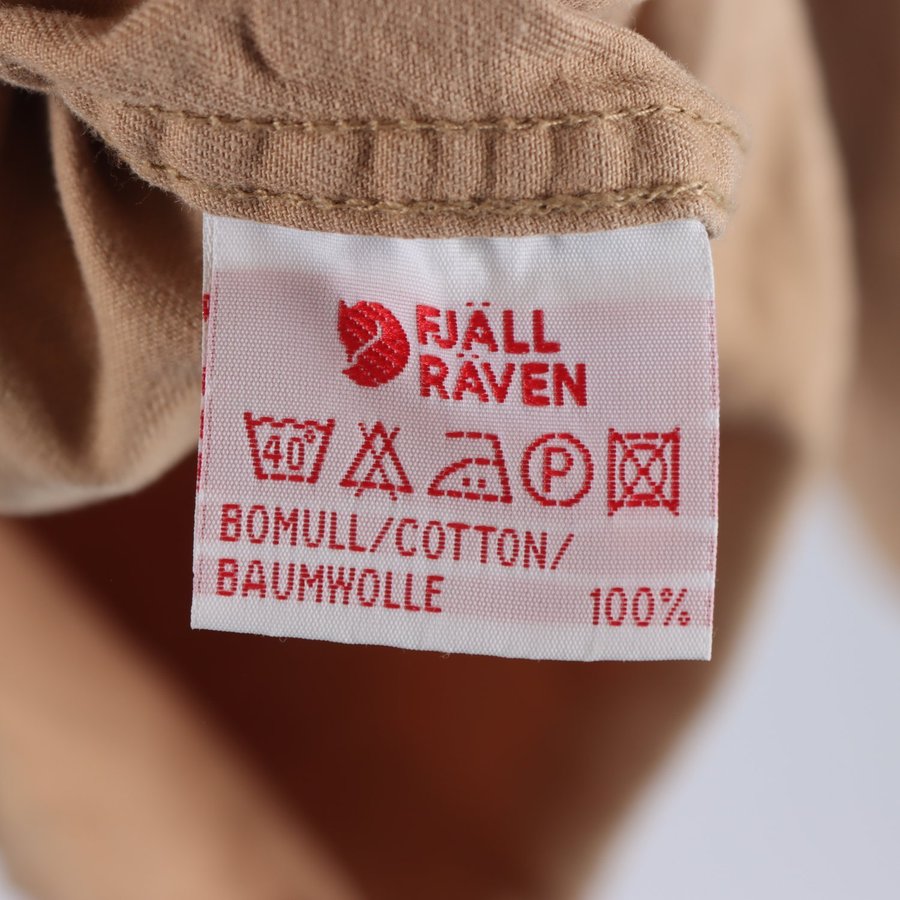 FJÄLL
RÄVEN
40°
P
BOMULL/COTTON/
BAUMWOLLE 100%